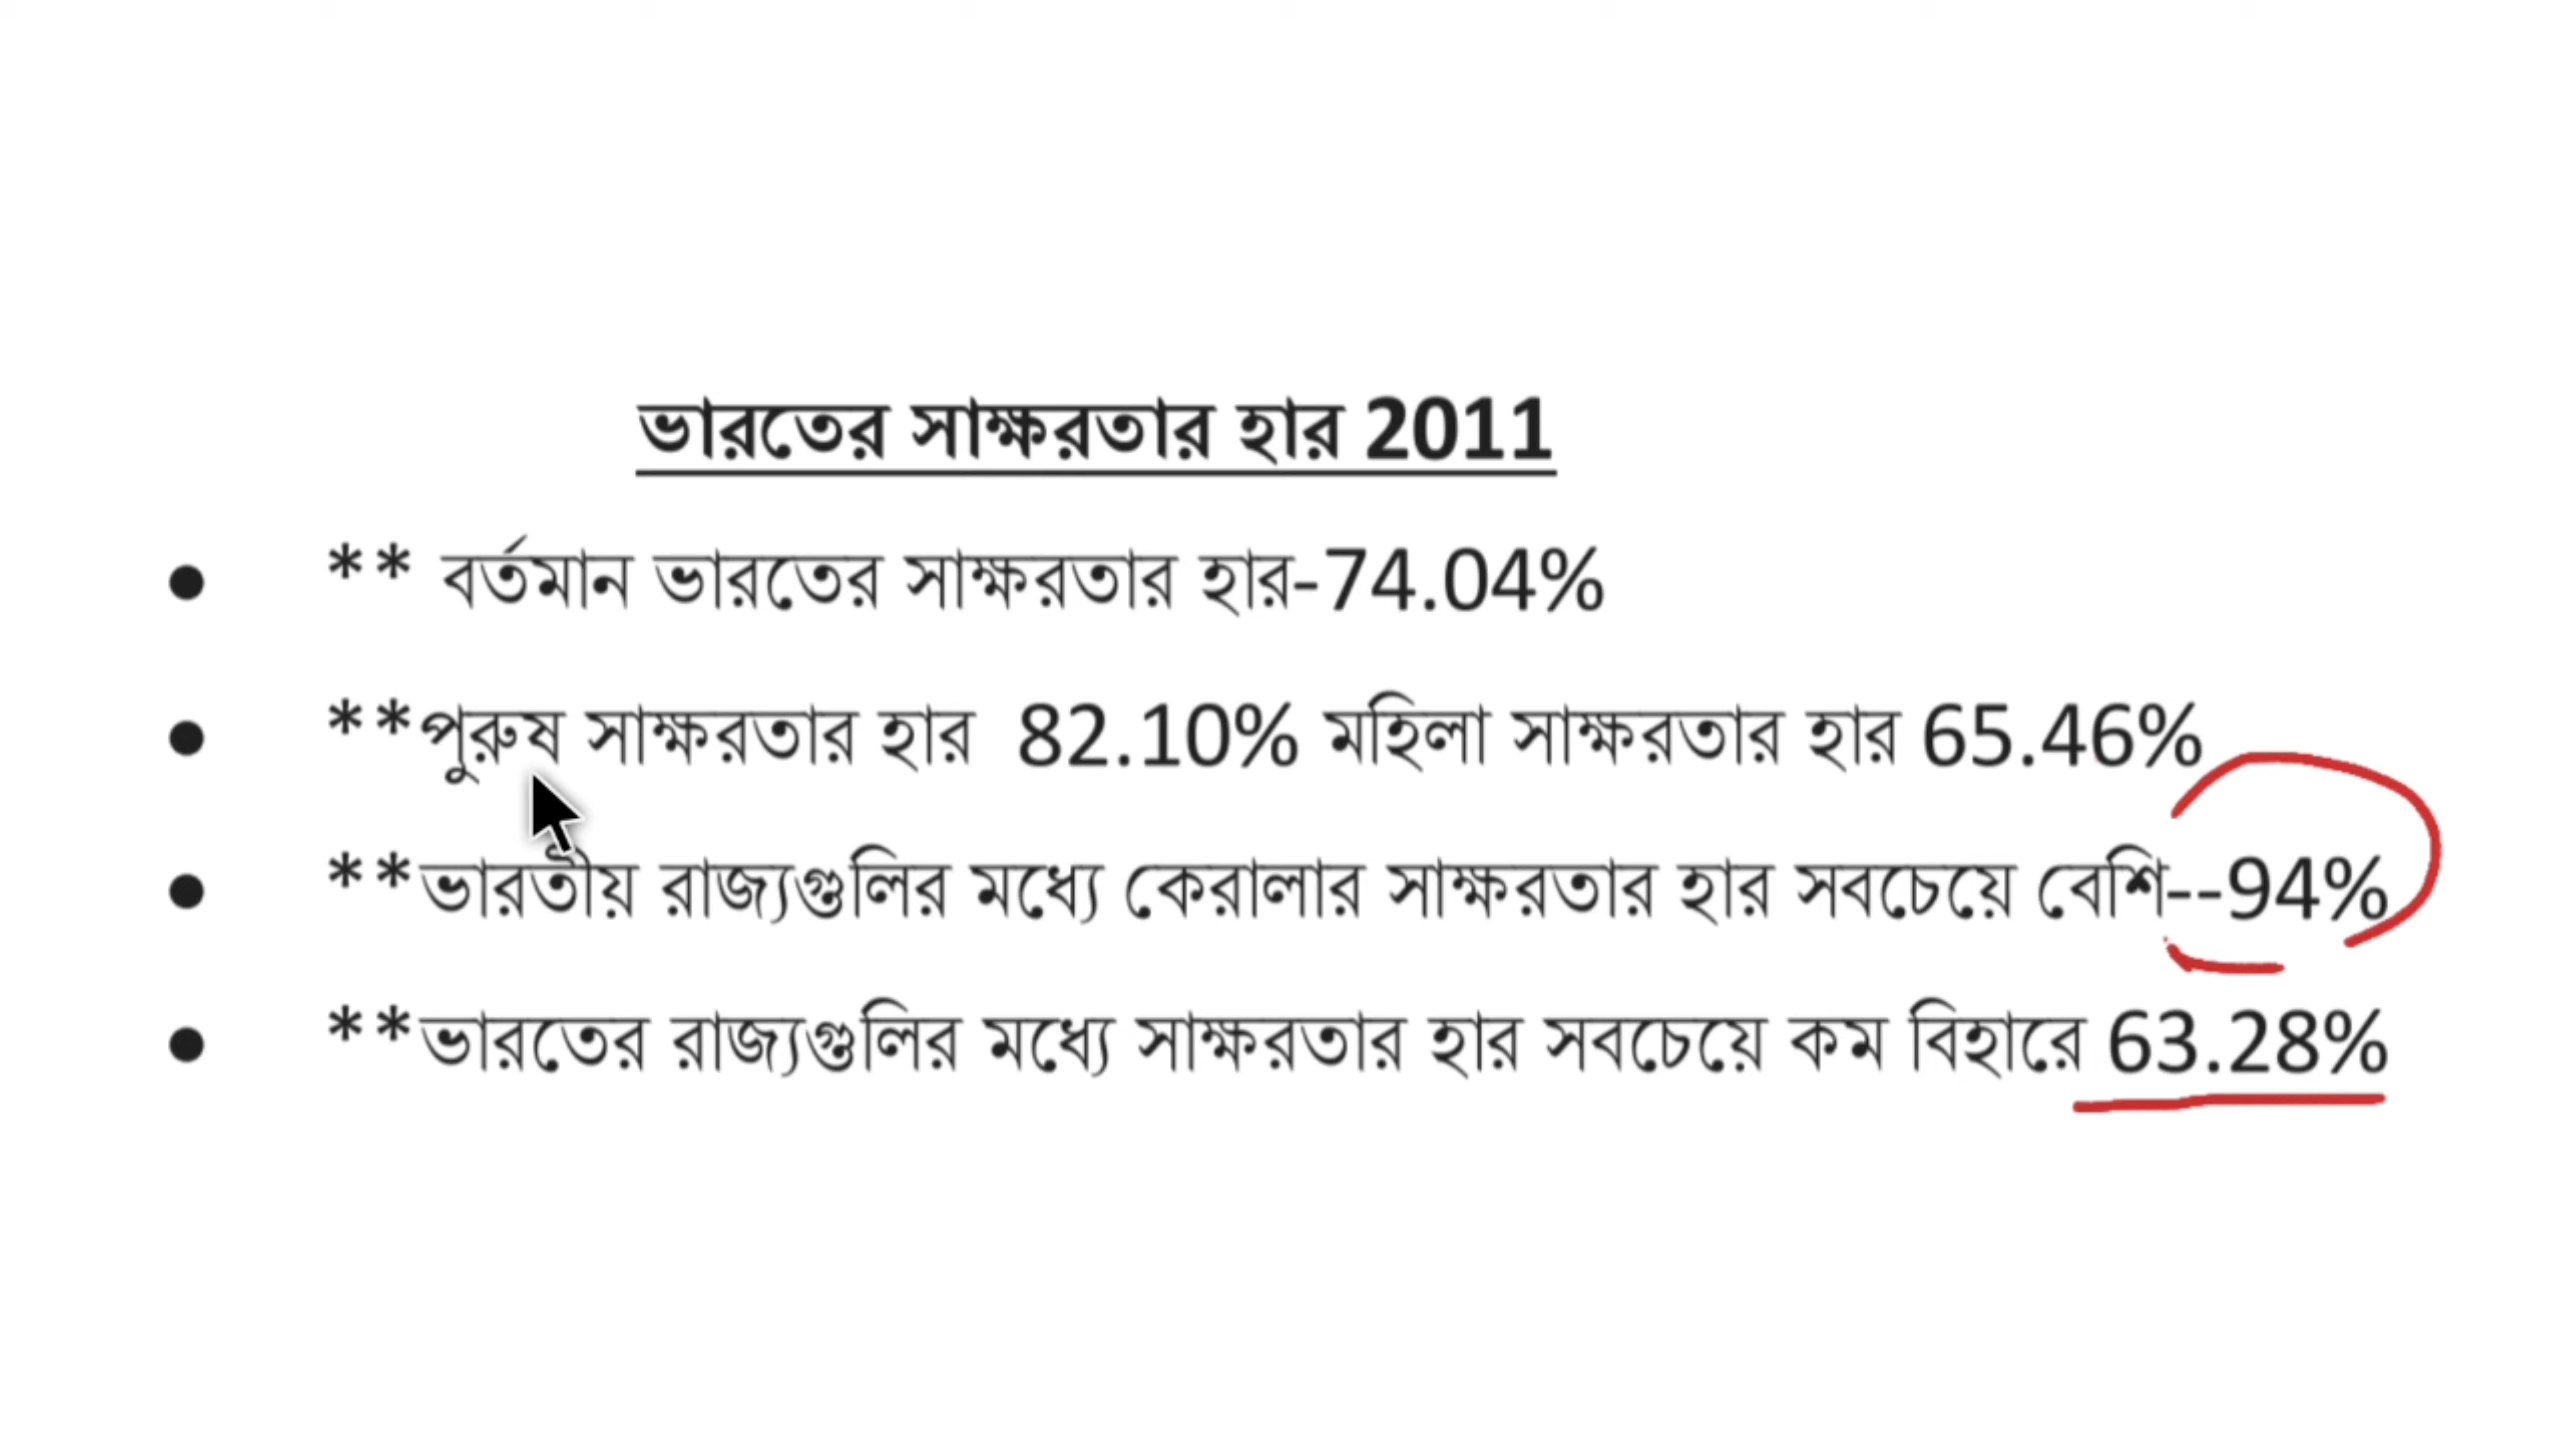 ভারতের সাক্ষরতার হার 2011
● ** বর্তমান ভারতের সাক্ষরতার হার-74.04%
● **পুরুষ সাক্ষরতার হার 82.10% মহিলা সাক্ষরতার হার 65.46%
● **ভারতীয় রাজ্যগুলির মধ্যে কেরালার সাক্ষরতার হার সবচেয়ে বেশি--94%
● **ভারতের রাজ্যগুলির মধ্যে সাক্ষরতার হার সবচেয়ে কম বিহারে 63.28%